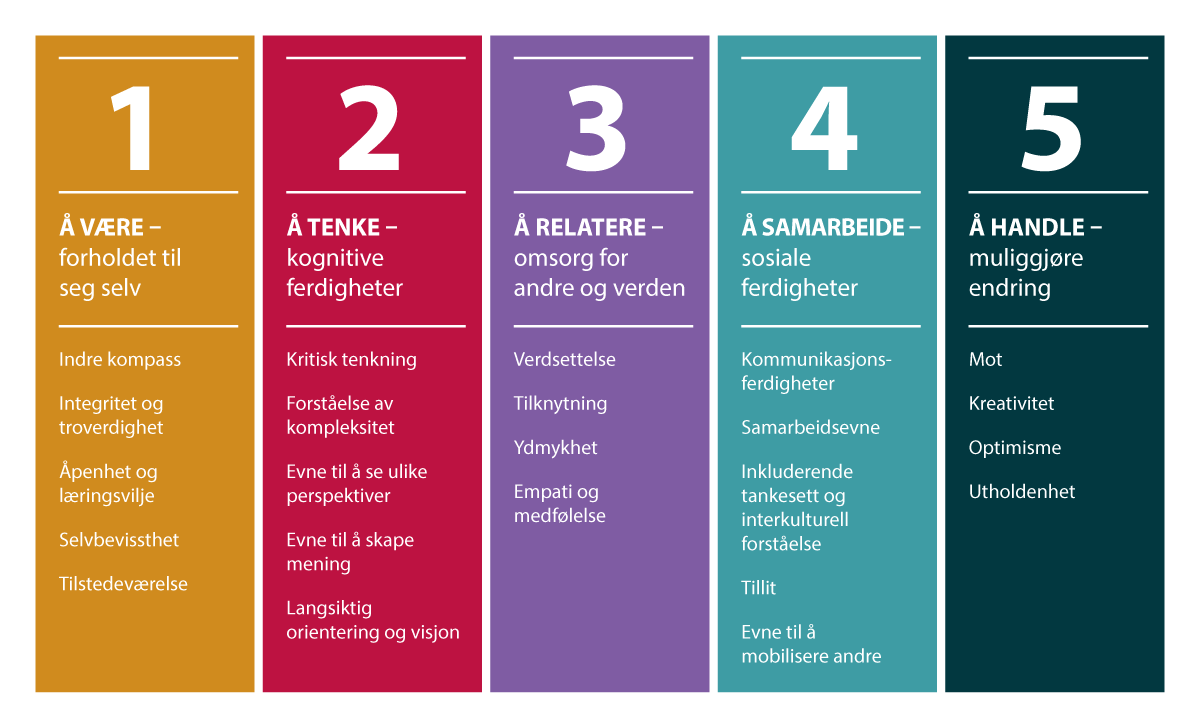 1
Å VÆRE –
forholdet til
seg selv
Indre kompass
Integritet og
troverdighet
Åpenhet og
læringsvilje
Selvbevissthet
Tilstedeværelse
2
Å TENKE –
kognitive
ferdigheter
Kritisk tenkning
Forståelse av
kompleksitet
Evne til å se ulike
perspektiver
Evne til å skape
mening
Langsiktig
orientering og visjon
3
Å RELATERE –
omsorg for
andre og verden
Verdsettelse
Tilknytning
Ydmykhet
Empati og
medfølelse
4
Å SAMARBEIDE –
sosiale
ferdigheter
Kommunikasjons-
ferdigheter
Samarbeidsevne
Inkluderende
tankesett og
interkulturell
forståelse
Tillit
Evne til å
mobilisere andre
5
Å HANDLE –
muliggjøre
endring
Mot
Kreativitet
Optimisme
Utholdenhet